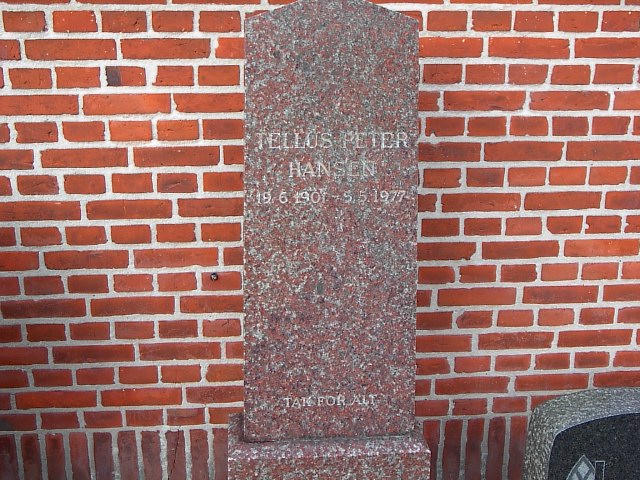 TELLUS PETER
HANSEN
19.6.1901 - 5.5.1977
TAK FOR ALT